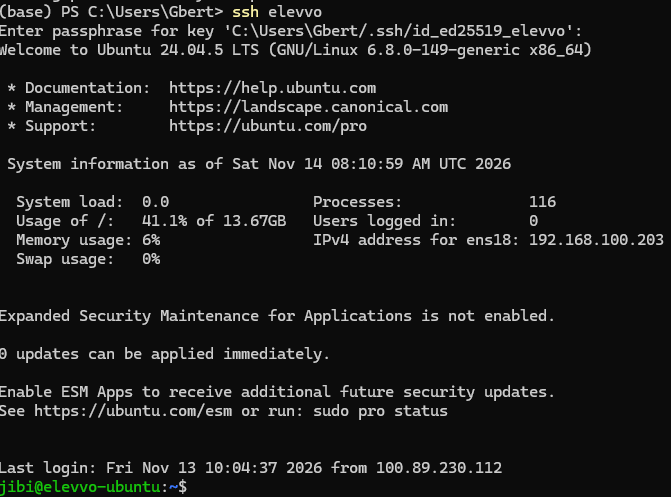 (base) PS C:\Users\Gbert> ssh elevvo
Enter passphrase for key 'C:\Users\Gbert/.ssh/id_ed25519_elevvo':
Welcome to Ubuntu 24.04.5 LTS (GNU/Linux 6.8.0-149-generic x86_64)

 * Documentation:  https://help.ubuntu.com
 * Management:     https://landscape.canonical.com
 * Support:        https://ubuntu.com/pro

 System information as of Sat Nov 14 08:10:59 AM UTC 2026

  System load:  0.0                Processes:              116
  Usage of /:   41.1% of 13.67GB   Users logged in:        0
  Memory usage: 6%                 IPv4 address for ens18: 192.168.100.203
  Swap usage:   0%

Expanded Security Maintenance for Applications is not enabled.

0 updates can be applied immediately.

Enable ESM Apps to receive additional future security updates.
See https://ubuntu.com/esm or run: sudo pro status

Last login: Fri Nov 13 10:04:37 2026 from 100.89.230.112
jibi@elevvo-ubuntu:~$